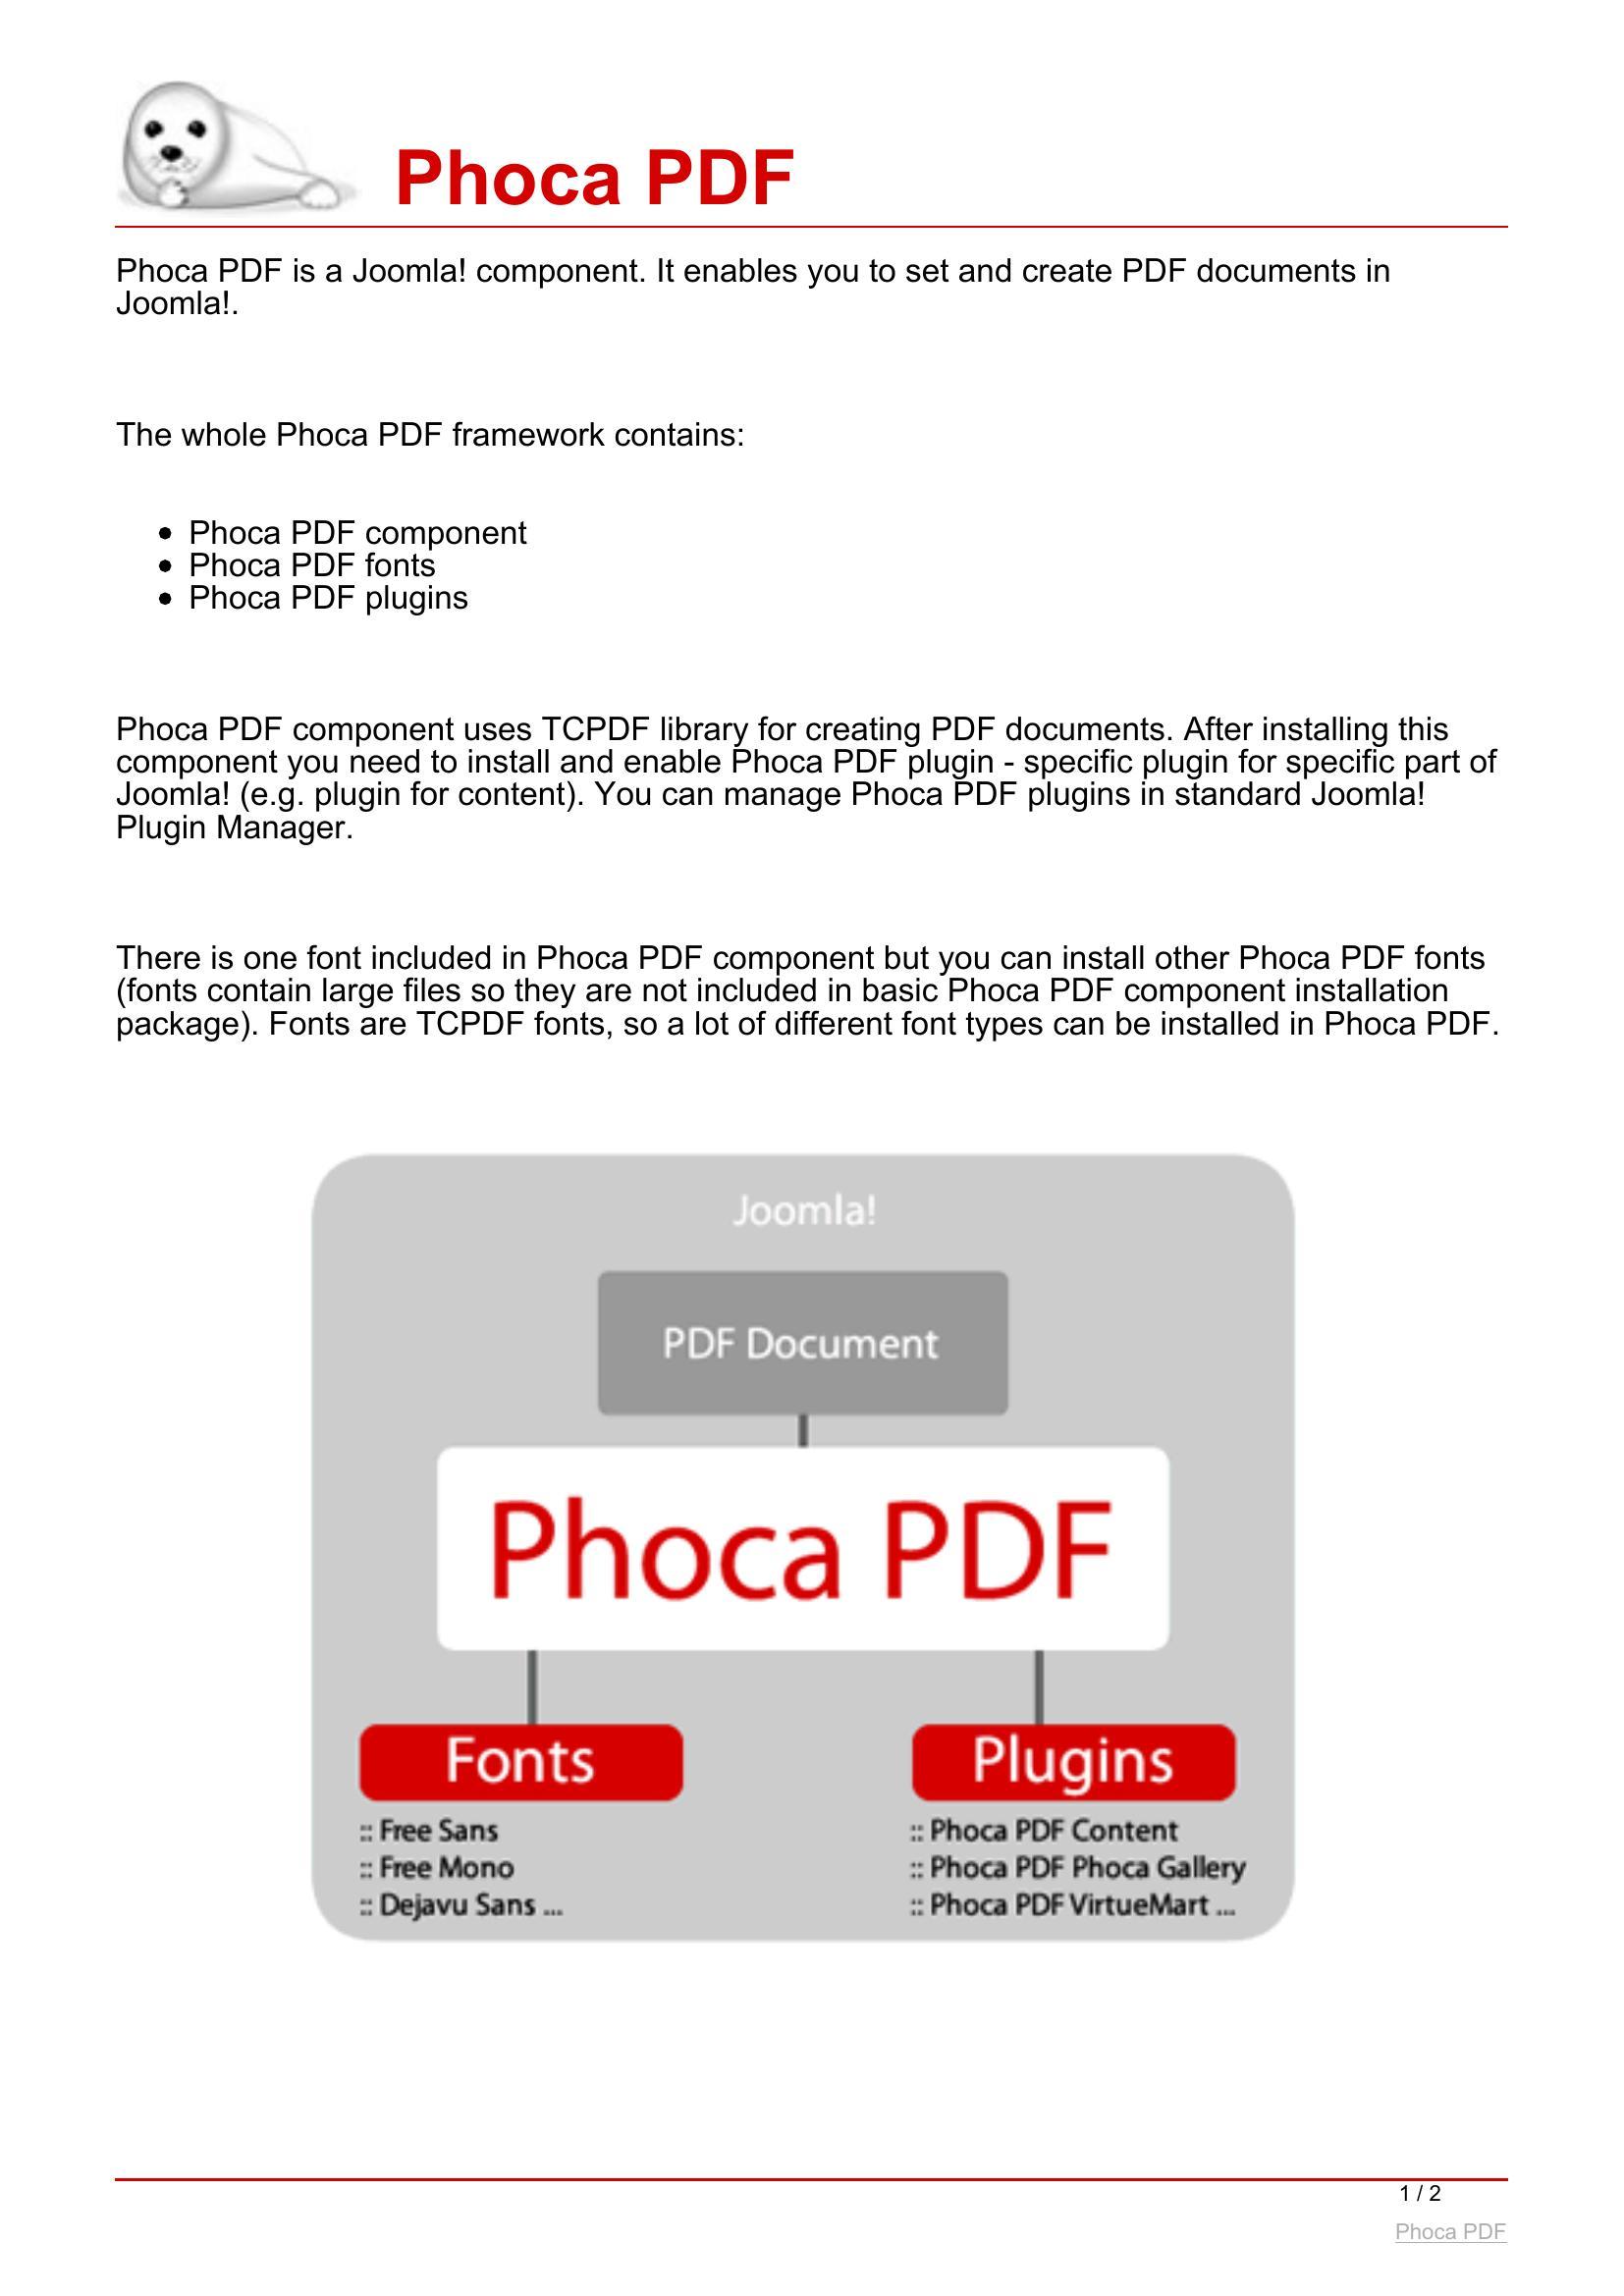 Phoca PDF
Phoca PDF is a Joomla! component. It enables you to set and create PDF documents in
Joomla!.
The whole Phoca PDF framework contains:
• Phoca PDF component
• Phoca PDF fonts
• Phoca PDF plugins
Phoca PDF component uses TCPDF library for creating PDF documents. After installing this
component you need to install and enable Phoca PDF plugin - specific plugin for specific part of
Joomla! (e.g. plugin for content). You can manage Phoca PDF plugins in standard Joomla!
Plugin Manager.
There is one font included in Phoca PDF component but you can install other Phoca PDF fonts
(fonts contain large files so they are not included in basic Phoca PDF component installation
package). Fonts are TCPDF fonts, so a lot of different font types can be installed in Phoca PDF.
Joomla!
PDF Document
Phoca PDF
Fonts
:: Free Sans
:: Free Mono
:: Dejavu Sans ...
Plugins
:: Phoca PDF Content
:: Phoca PDF Phoca Gallery
:: Phoca PDF VirtueMart ...
1 / 2
Phoca PDF